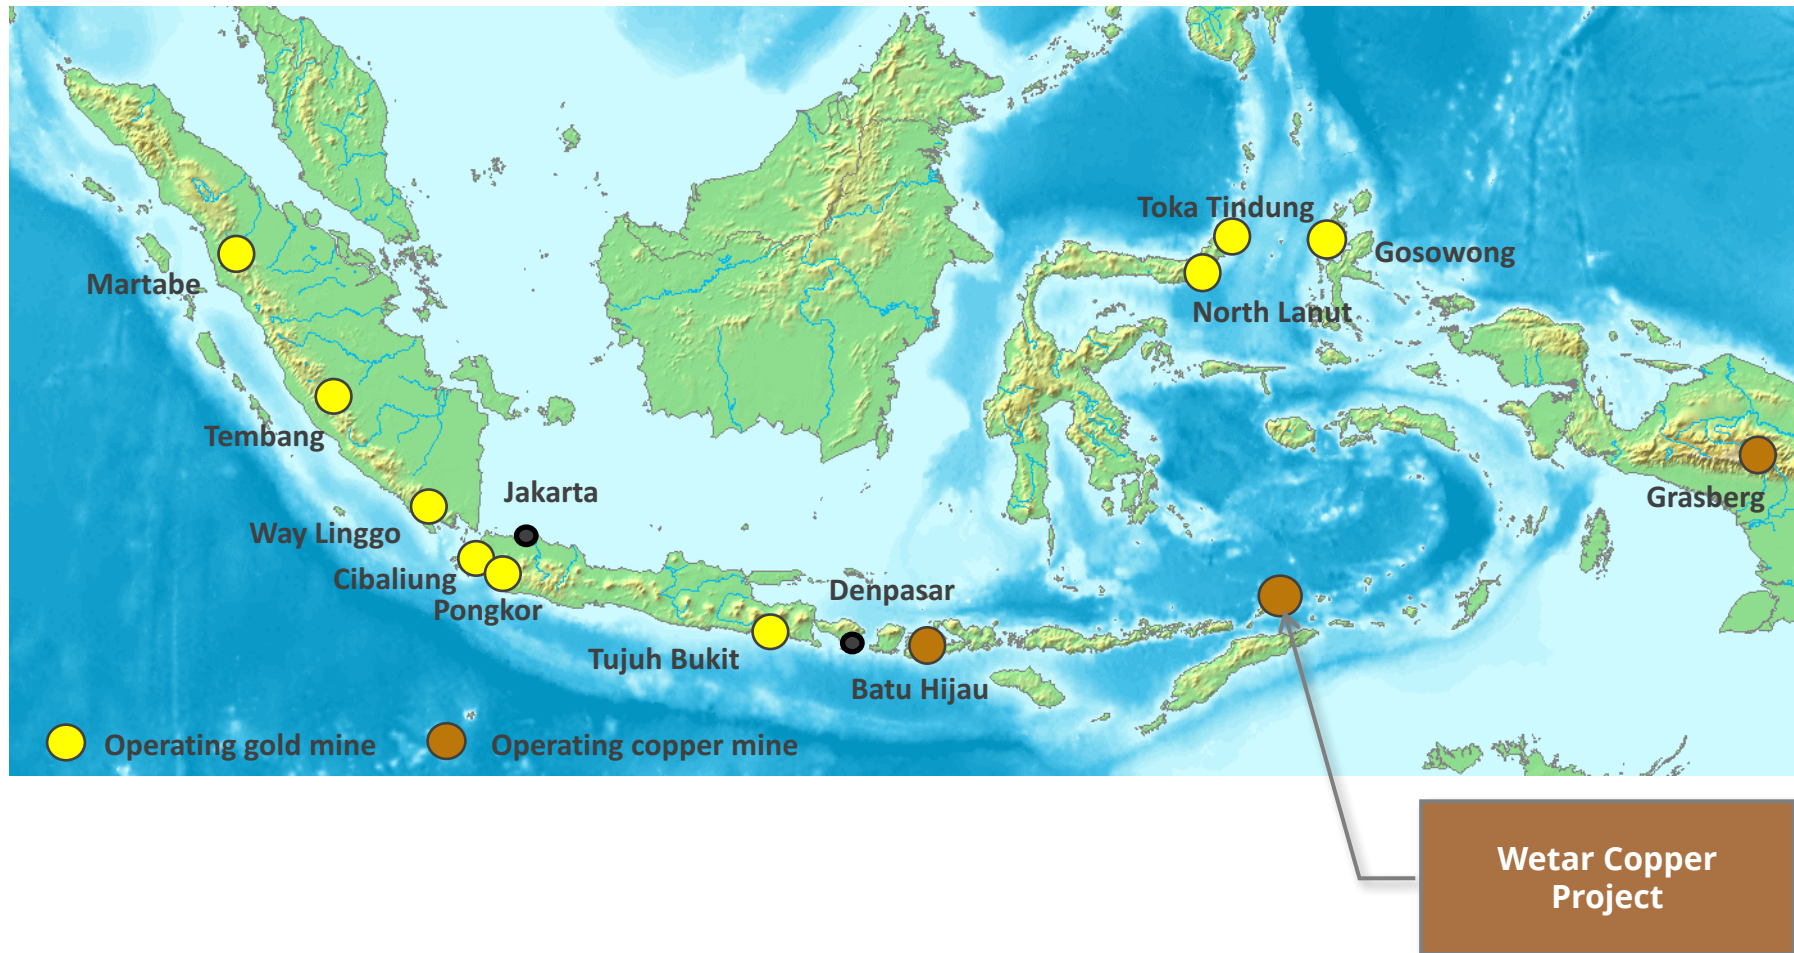 Toka Tindung
Gosowong
Martabe
North Lanut
Tembang
Jakarta
Grasberg
Way Linggo
Cibaliung
Denpasar
Pongkor
Tujuh Bukit
Batu Hijau
Operating gold mine
Operating copper mine
Wetar Copper
Project